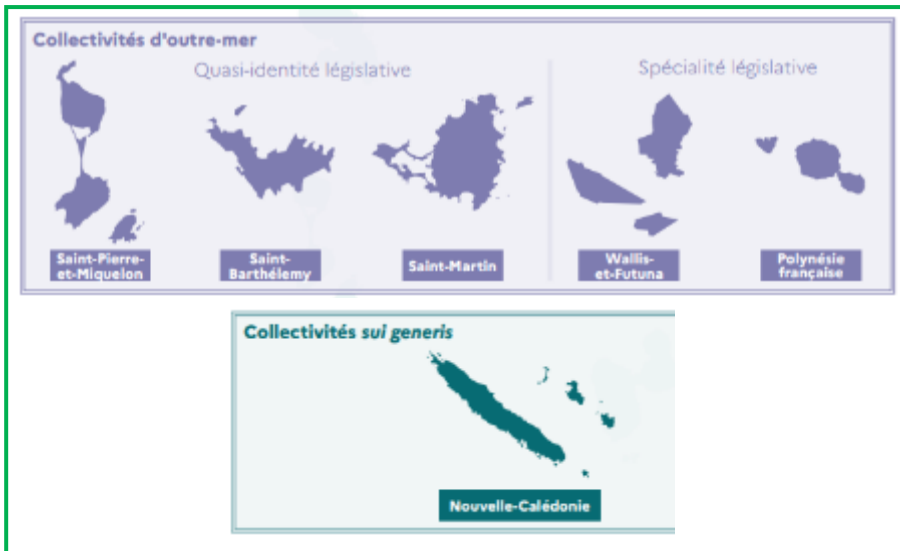 Collectivités d'outre-mer
Quasi-identité législative
Spécialité législative
Saint-Pierre-
et-Miquelon
Saint-
Barthélemy
Saint-Martin
Wallis-
et-Futuna
Polynésie
française
Collectivités sui generis
Nouvelle-Calédonie